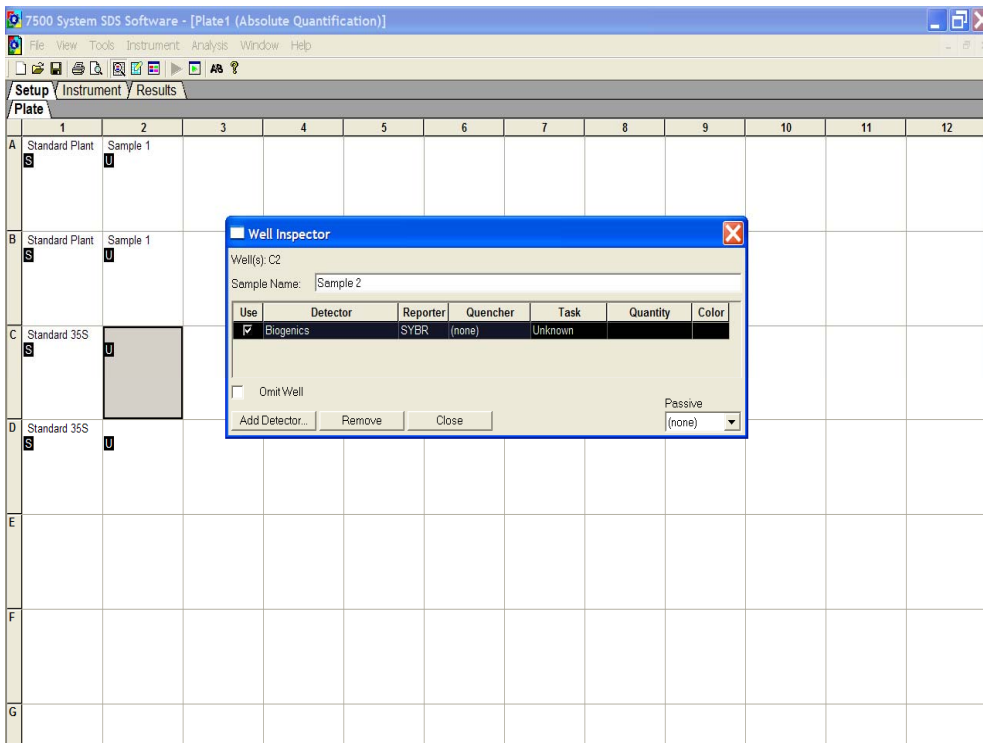 7500 System SDS Software - [Plate1 (Absolute Quantification)]
File View Tools Instrument Analysis Window Help
Setup Instrument Results
Plate
1 2 3 4 5 6 7 8 9 10 11 12
A Standard Plant Sample 1
S U
B Standard Plant Sample 1
S U
Well Inspector
Well(s): C2
Sample Name: Sample 2
Use Detector Reporter Quencher Task Quantity Color
Biogenics SYBR (none) Unknown
C Standard 35S
S U
Omit Well
Passive
Add Detector... Remove Close (none)
D Standard 35S
S U
E
F
G